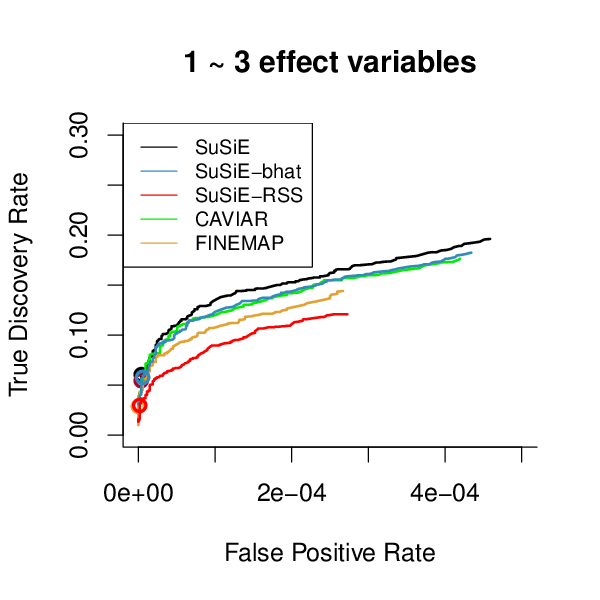 1 ~ 3 effect variables
True Discovery Rate
0.30
0.20
0.10
0.00
SuSiE
SuSiE−bhat
SuSiE−RSS
CAVIAR
FINEMAP
0e+00
2e−04
4e−04
False Positive Rate